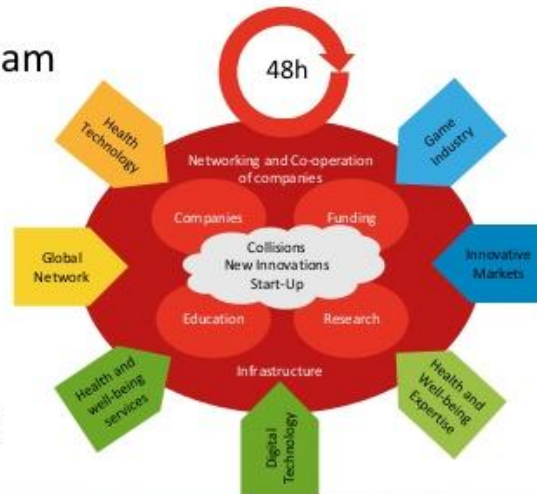 am
48h
Health
Technology
Game
Industry
Networking and Co-operation
of companies
Companies
Funding
Global
Network
Collisions
New Innovations
Start-Up
Innovative
Markets
Education
Research
Infrastructure
Health and
well-being
services
Digital
Technology
Health and
Well-being
Expertise